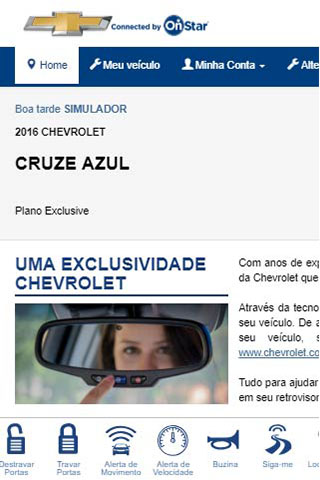 Connected by OnStar
Home Meu veículo Minha Conta Alte
Boa tarde SIMULADOR
2016 CHEVROLET
CRUZE AZUL
Plano Exclusive
UMA EXCLUSIVIDADE
CHEVROLET
Com anos de exp
da Chevrolet que
Através da tecno
seu veículo. De a
seu veículo, s
www.chevrolet.co
Tudo para ajudar
em seu retrovisor
Destravar
Portas
Travar
Portas
Alerta de
Movimento
Alerta de
Velocidade
Buzina
Siga-me
Loc